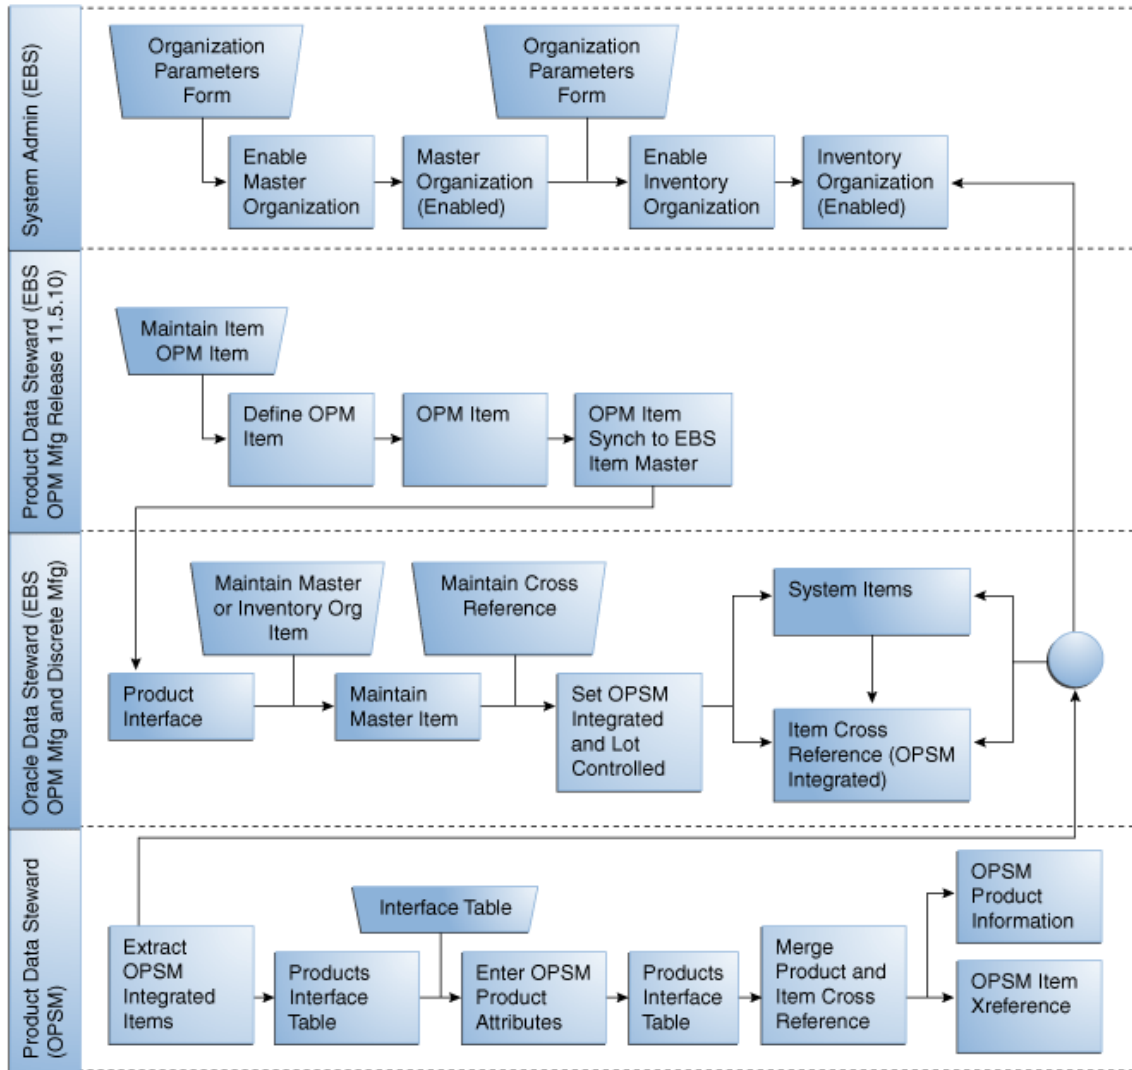 System Admin (EBS)
Organization
Parameters
Form
Organization
Parameters
Form
Enable
Master
Organization
Master
Organization
(Enabled)
Enable
Inventory
Organization
Inventory
Organization
(Enabled)
Product Data Steward (EBS
OPM Mfg Release 11.5.10)
Maintain Item
OPM Item
Define OPM
Item
OPM Item
OPM Item
Synch to EBS
Item Master
Oracle Data Steward (EBS
OPM Mfg and Discrete Mfg)
Maintain Master
or Inventory Org
Item
Maintain Cross
Reference
System Items
Product
Interface
Maintain
Master Item
Set OPSM
Integrated
and Lot
Controlled
Item Cross
Reference (OPSM
Integrated)
Product Data Steward
(OPSM)
Interface Table
OPSM
Product
Information
Extract
OPSM
Integrated
Items
Products
Interface
Table
Enter OPSM
Product
Attributes
Products
Interface
Table
Merge
Product and
Item Cross
Reference
OPSM Item
Xreference